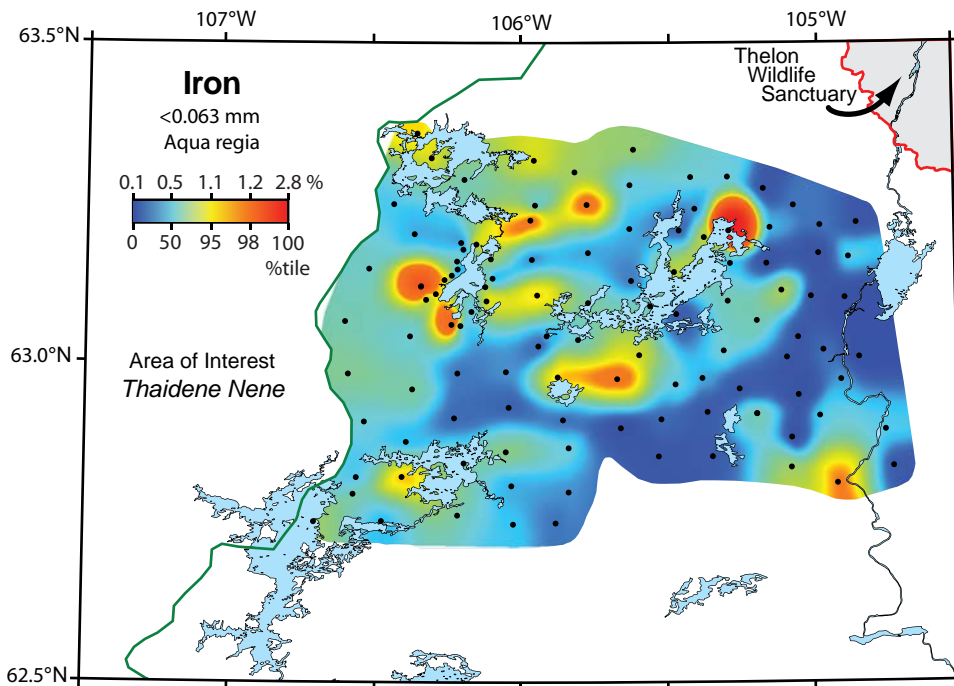 107°W 106°W 105°W
63.5°N
Iron
<0.063 mm
Aqua regia
0.1 0.5 1.1 1.2 2.8 %
0 50 95 98 100
%tile
Thelon
Wildlife
Sanctuary
63.0°N
Area of Interest
Thaidene Nene
62.5°N